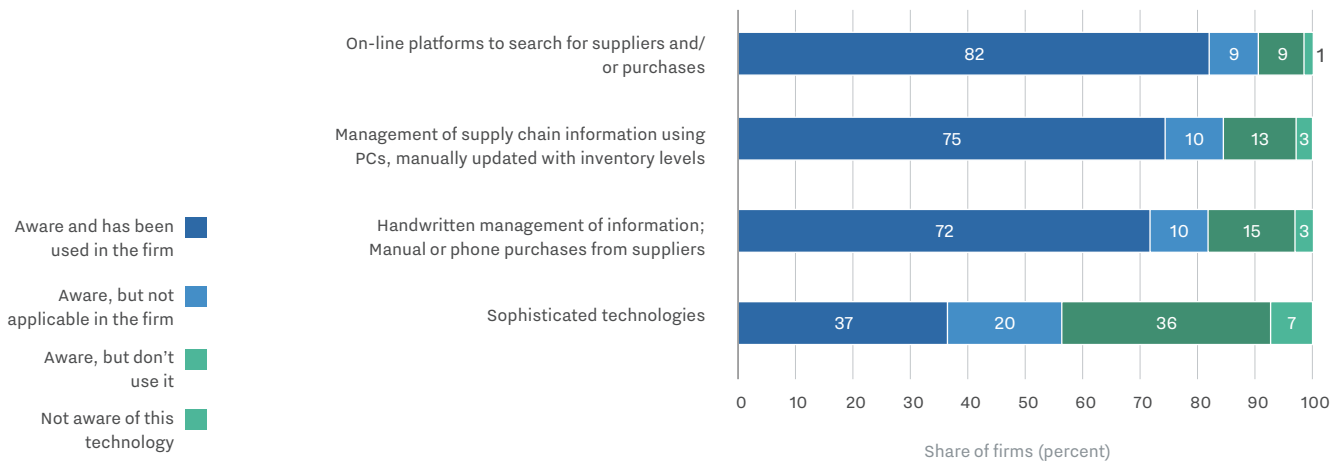 On-line platforms to search for suppliers and/
or purchases
82 9 9 1
Management of supply chain information using
PCs, manually updated with inventory levels
75 10 13 3
Handwritten management of information;
Manual or phone purchases from suppliers
72 10 15 3
Sophisticated technologies
37 20 36 7
0 10 20 30 40 50 60 70 80 90 100
Share of firms (percent)
Aware and has been
used in the firm
Aware, but not
applicable in the firm
Aware, but don't
use it
Not aware of this
technology